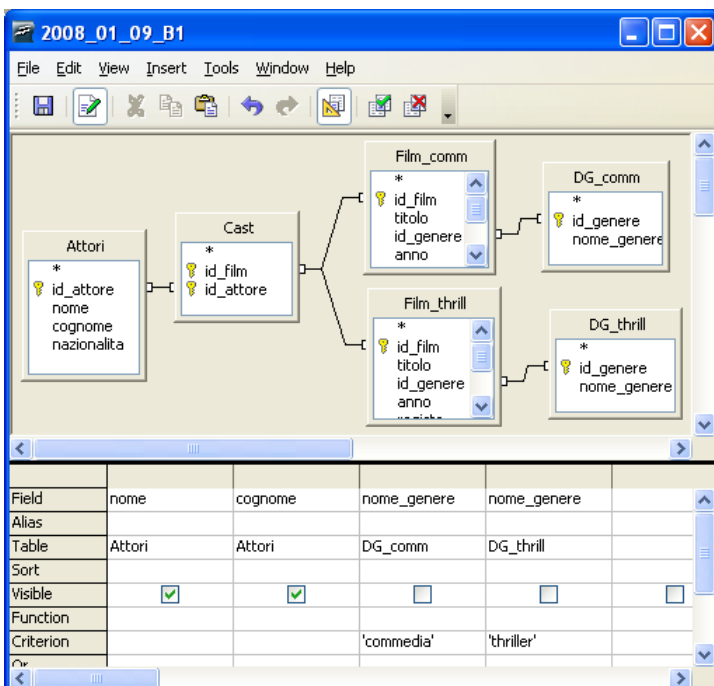 2008_01_09_B1
File Edit View Insert Tools Window Help
Film_comm
*
id_film
titolo
id_genere
anno
DG_comm
*
id_genere
nome_genere
Cast
*
id_film
id_attore
Attori
*
id_attore
nome
cognome
nazionalita
Film_thrill
*
id_film
titolo
id_genere
anno
DG_thrill
*
id_genere
nome_genere
Field nome cognome nome_genere nome_genere
Alias
Table Attori Attori DG_comm DG_thrill
Sort
Visible
Function
Criterion 'commedia' 'thriller'
Or